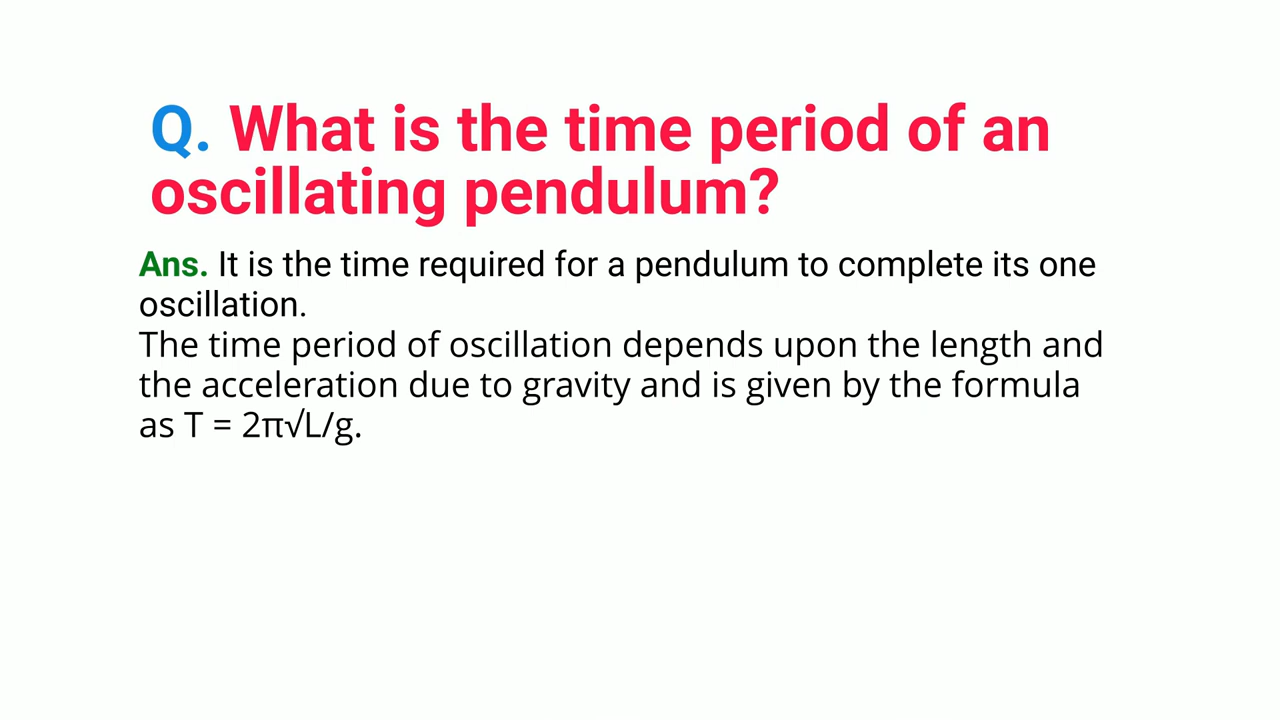 Q. What is the time period of an
oscillating pendulum?
Ans. It is the time required for a pendulum to complete its one
oscillation.
The time period of oscillation depends upon the length and
the acceleration due to gravity and is given by the formula
as T = 2π√L/g.